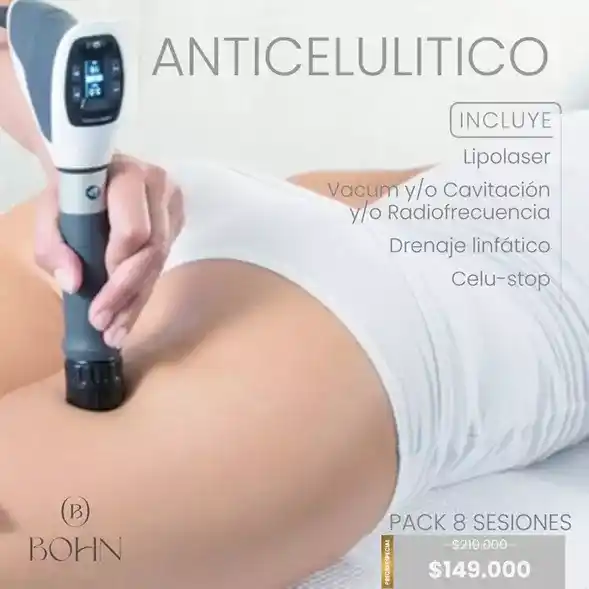 ANTICELULITICO
INCLUYE
Lipolaser
Vacum y/o Cavitación
y/o Radiofrecuencia
Drenaje linfático
Celu-stop
(B)
BOHN
PACK 8 SESIONES
$210.000
$149.000